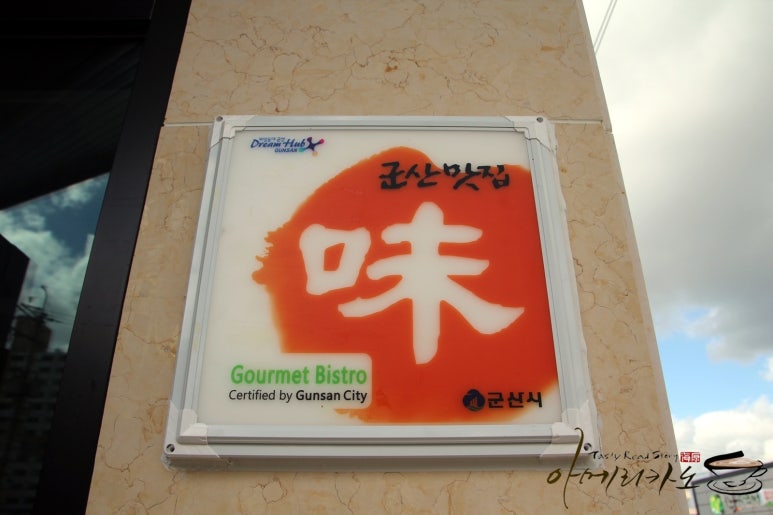 Dream Hub
GUNSAN
군산맛집
味
Gourmet Bistro
Certified by Gunsan City
군산시
Tasty Road Story
아메리카노